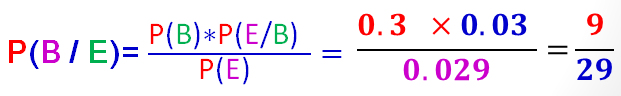 P(B / E) = P(B)*P(E/B) / P(E) = 0.3 × 0.03 / 0.029 = 9 / 29